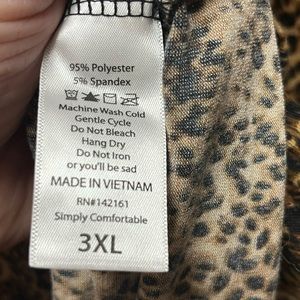 95% Polyester
5% Spandex
Machine Wash Cold
Gentle Cycle
Do Not Bleach
Hang Dry
Do Not Iron
or you'll be sad
MADE IN VIETNAM
RN#142161
Simply Comfortable
3XL